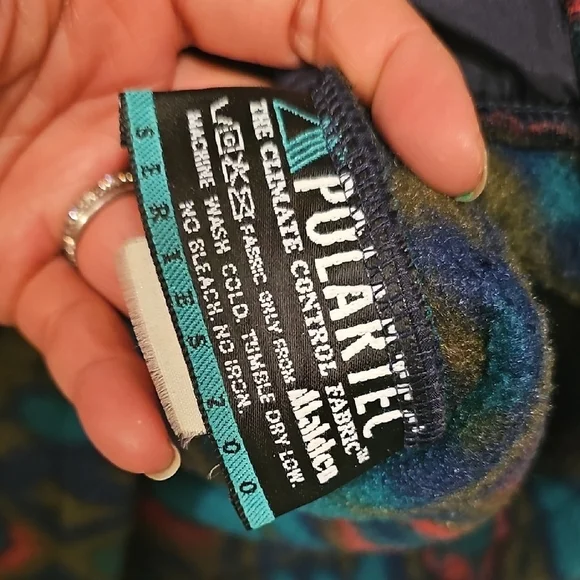 POLARTEC
THE CLIMATE CONTROL FABRIC™
FABRIC ONLY FROM Malden
MACHINE WASH COLD. TUMBLE DRY LOW.
NO BLEACH. NO IRON.
SERIES 200